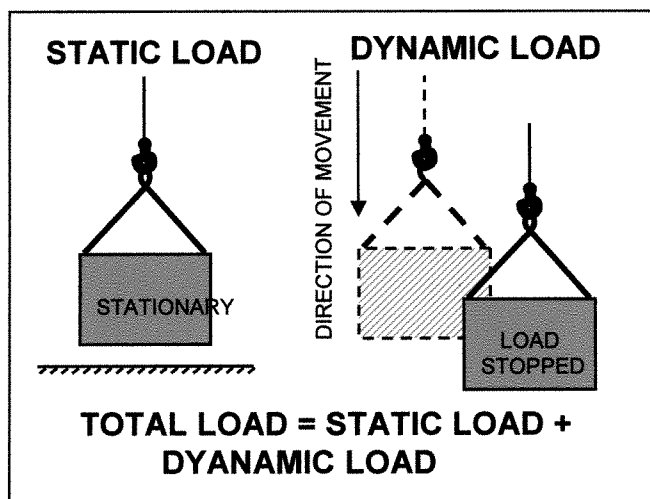 STATIC LOAD
DYNAMIC LOAD
DIRECTION OF MOVEMENT
STATIONARY
LOAD
STOPPED
TOTAL LOAD = STATIC LOAD +
DYANAMIC LOAD